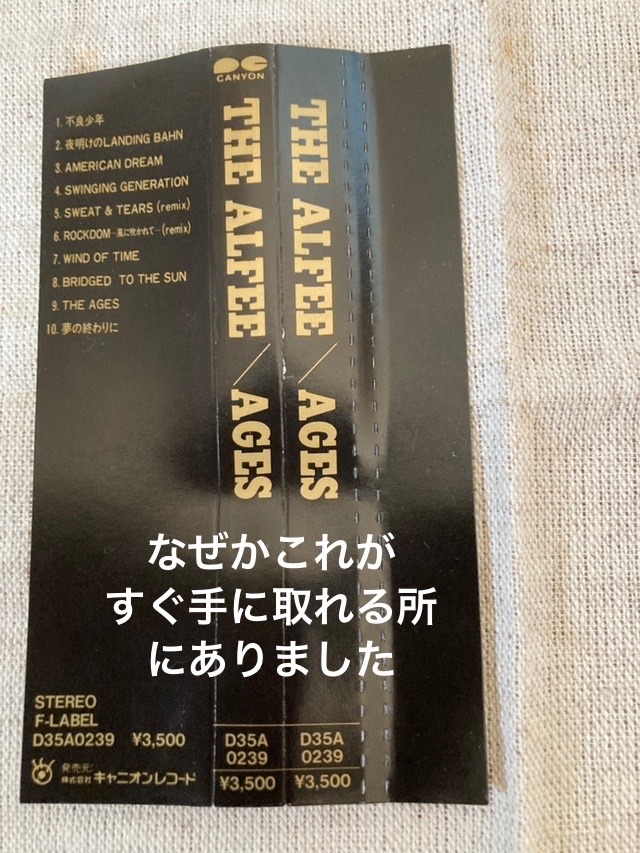 1. 不良少年
2. 夜明けのLANDING BAHN
3. AMERICAN DREAM
4. SWINGING GENERATION
5. SWEAT & TEARS (remix)
6. ROCKDOM—風に吹かれて—(remix)
7. WIND OF TIME
8. BRIDGED TO THE SUN
9. THE AGES
10. 夢の終わりに
STEREO
F-LABEL
D35A0239 ¥3,500
発売元:
株式会社 キャニオンレコード
CANYON
THE ALFEE / AGES
D35A
0239
¥3,500
THE ALFEE / AGES
D35A
0239
¥3,500
なぜかこれが
すぐ手に取れる所
にありました